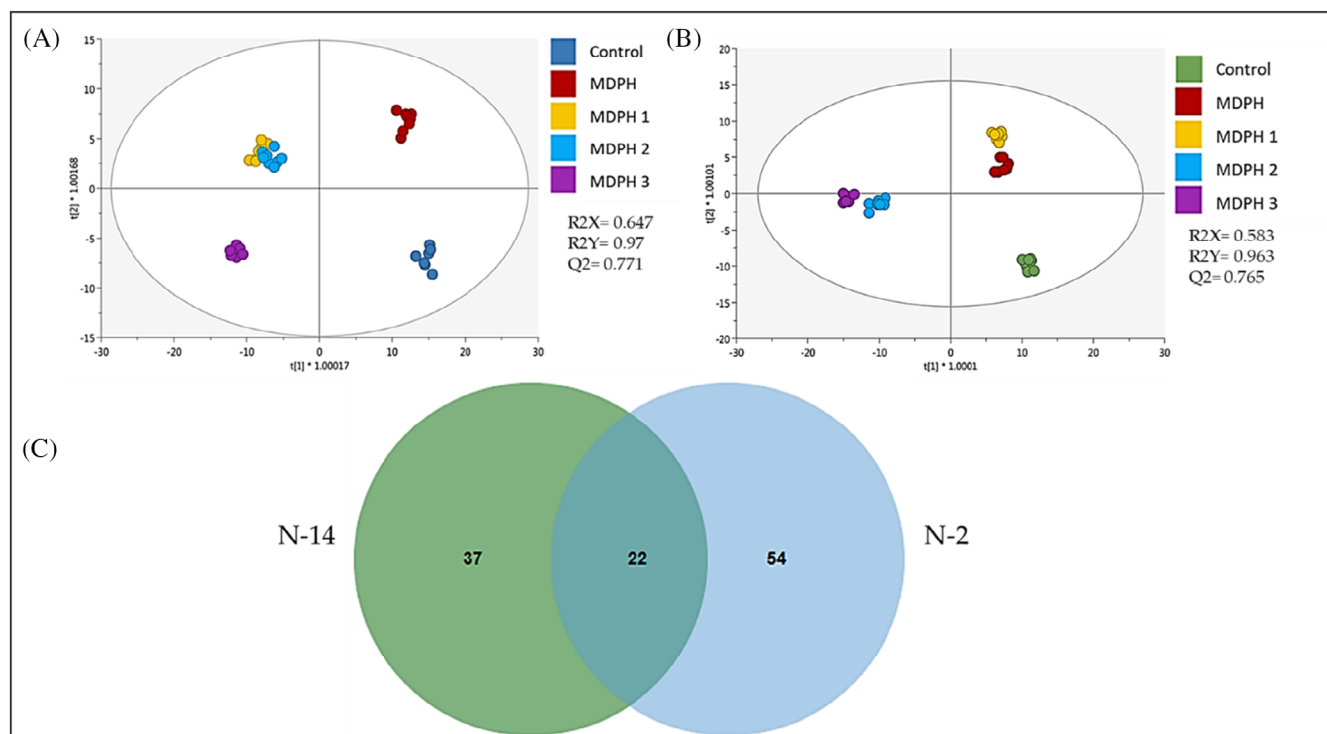 (A)
15
10
5
0
-5
-10
-15
-30
-20
-10
0
10
20
30
t[2] * 1.00168
t[1] * 1.00017
Control
MDPH
MDPH 1
MDPH 2
MDPH 3
R2X= 0.647
R2Y= 0.97
Q2= 0.771
(B)
20
15
10
5
0
-5
-10
-15
-20
-30
-20
-10
0
10
20
30
t[2] * 1.00101
t[1] * 1.0001
Control
MDPH
MDPH 1
MDPH 2
MDPH 3
R2X= 0.583
R2Y= 0.963
Q2= 0.765
(C)
N-14
37
22
54
N-2